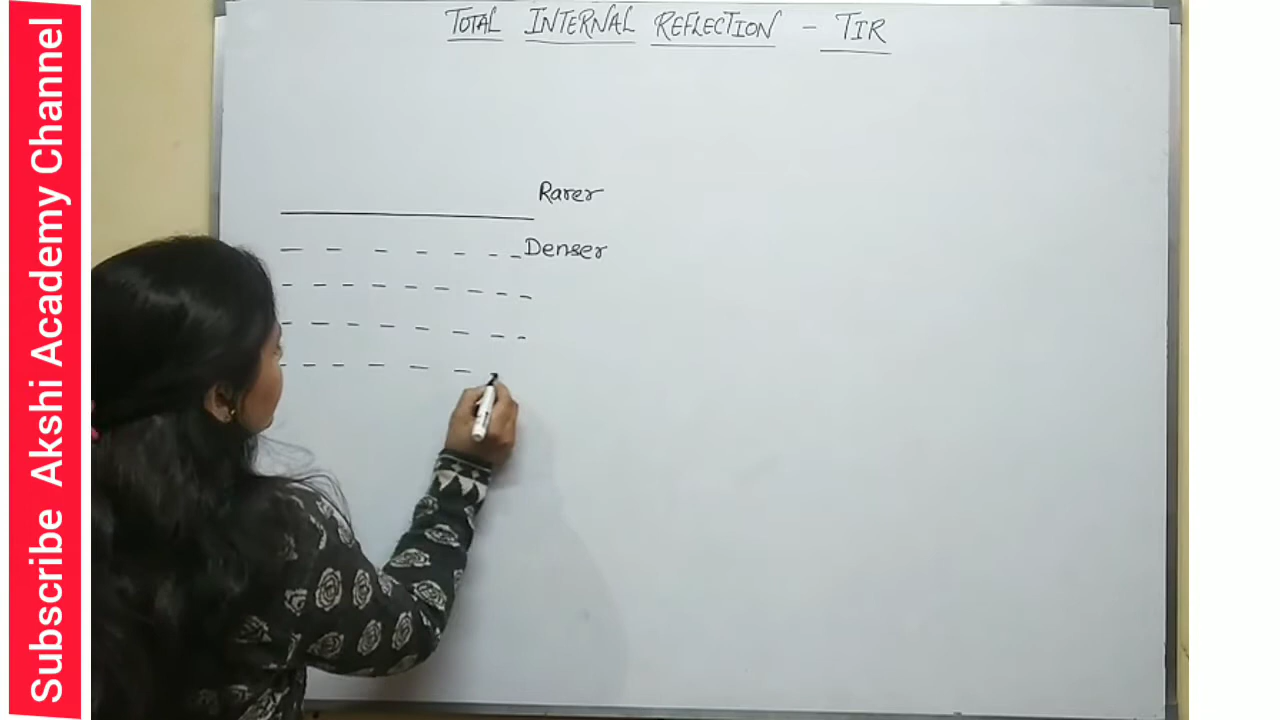 TOTAL INTERNAL REFLECTION - TIR
Rarer
Denser
Subscribe Akshi Academy Channel